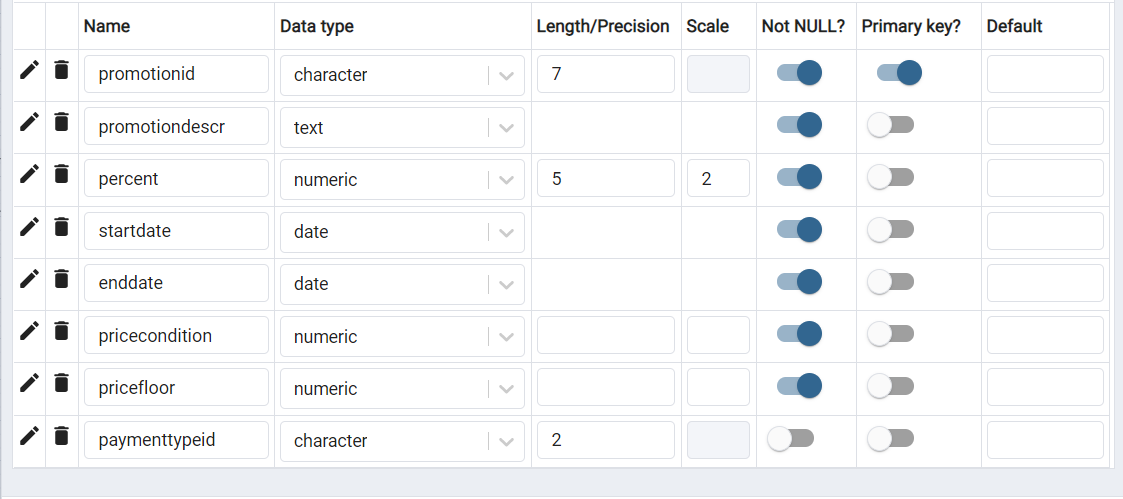 Name Data type Length/Precision Scale Not NULL? Primary key? Default
promotionid character 7
promotiondescr text
percent numeric 5 2
startdate date
enddate date
pricecondition numeric
pricefloor numeric
paymenttypeid character 2